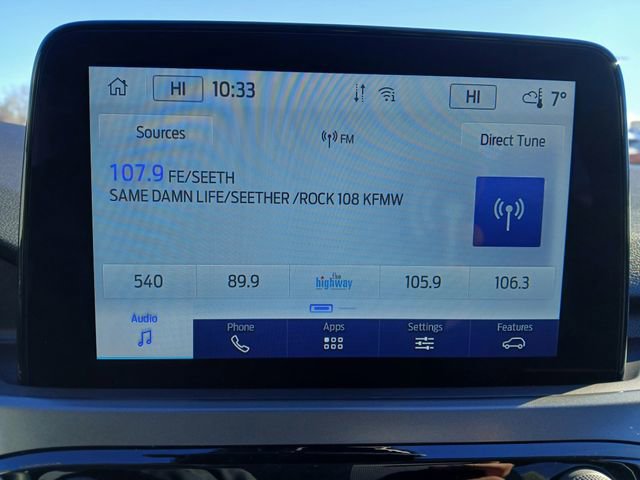 HI 10:33 HI 7°
Sources FM Direct Tune
107.9 FE/SEETH
SAME DAMN LIFE/SEETHER /ROCK 108 KFMW
540 89.9 the highway 105.9 106.3
Audio Phone Apps Settings Features